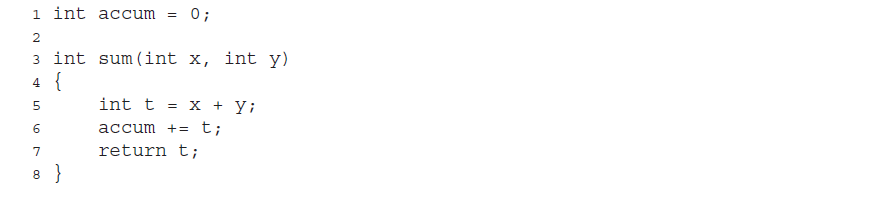 1 int accum = 0;
2
3 int sum(int x, int y)
4 {
5     int t = x + y;
6     accum += t;
7     return t;
8 }